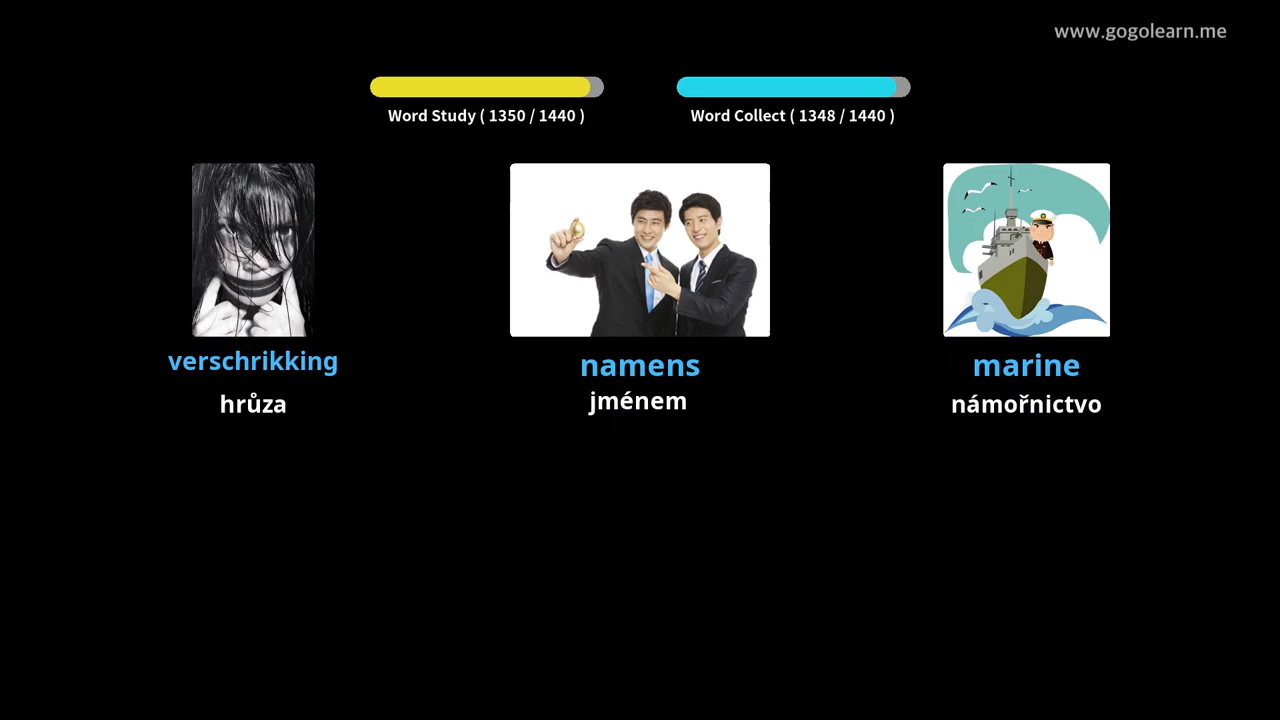 www.gogolearn.me
Word Study ( 1350 / 1440 )
Word Collect ( 1348 / 1440 )
verschrikking
hrůza
namens
jménem
marine
námořnictvo